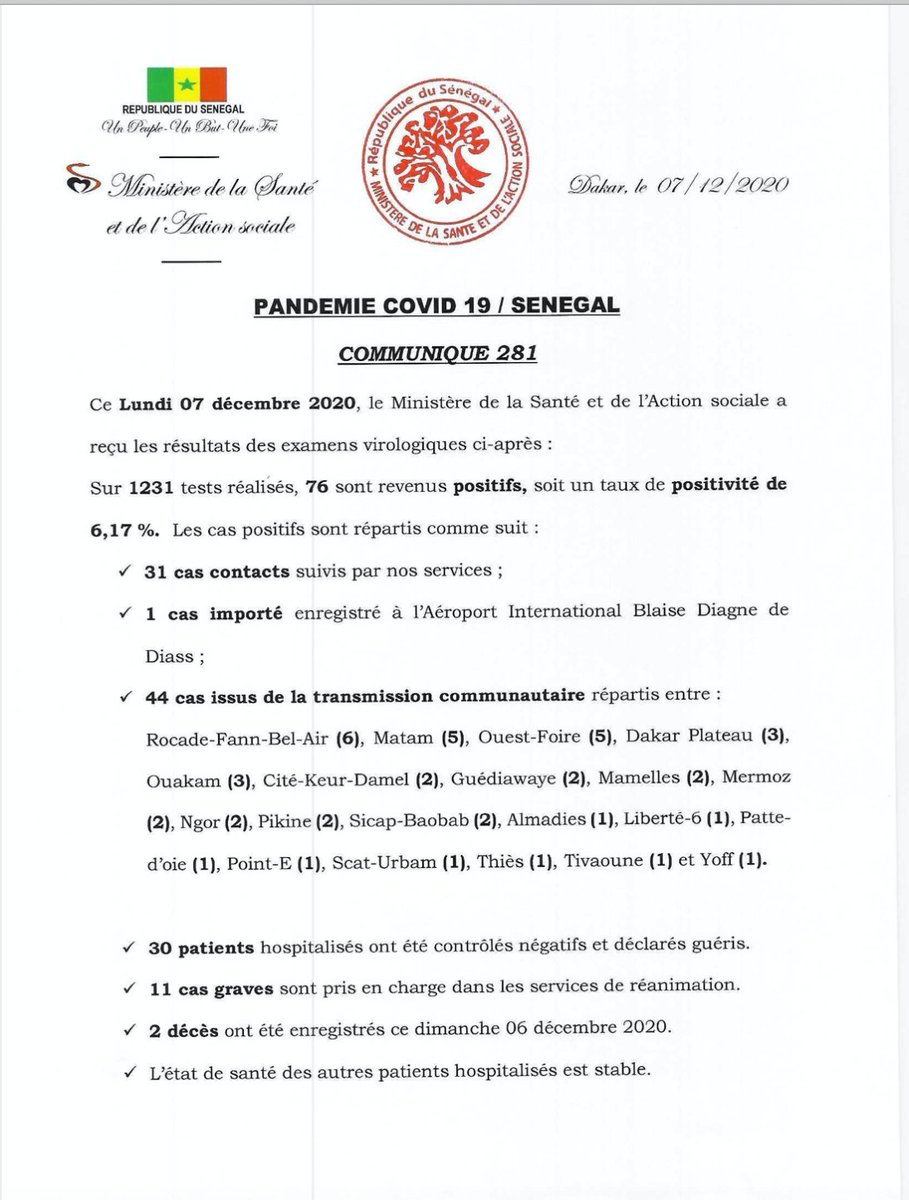 REPUBLIQUE DU SENEGAL
Un Peuple-Un But-Une Foi
Ministère de la Santé
et de l'Action sociale
★ République du Sénégal ★
MINISTERE DE LA SANTE ET DE L'ACTION SOCIALE
Dakar, le 07/12/2020
PANDEMIE COVID 19 / SENEGAL
COMMUNIQUE 281
Ce Lundi 07 décembre 2020, le Ministère de la Santé et de l'Action sociale a
reçu les résultats des examens virologiques ci-après :
Sur 1231 tests réalisés, 76 sont revenus positifs, soit un taux de positivité de
6,17 %. Les cas positifs sont répartis comme suit :
✓ 31 cas contacts suivis par nos services ;
✓ 1 cas importé enregistré à l'Aéroport International Blaise Diagne de
Diass ;
✓ 44 cas issus de la transmission communautaire répartis entre :
Rocade-Fann-Bel-Air (6), Matam (5), Ouest-Foire (5), Dakar Plateau (3),
Ouakam (3), Cité-Keur-Damel (2), Guédiawaye (2), Mamelles (2), Mermoz
(2), Ngor (2), Pikine (2), Sicap-Baobab (2), Almadies (1), Liberté-6 (1), Patte-
d'oie (1), Point-E (1), Scat-Urbam (1), Thiès (1), Tivaoune (1) et Yoff (1).
✓ 30 patients hospitalisés ont été contrôlés négatifs et déclarés guéris.
✓ 11 cas graves sont pris en charge dans les services de réanimation.
✓ 2 décès ont été enregistrés ce dimanche 06 décembre 2020.
✓ L'état de santé des autres patients hospitalisés est stable.